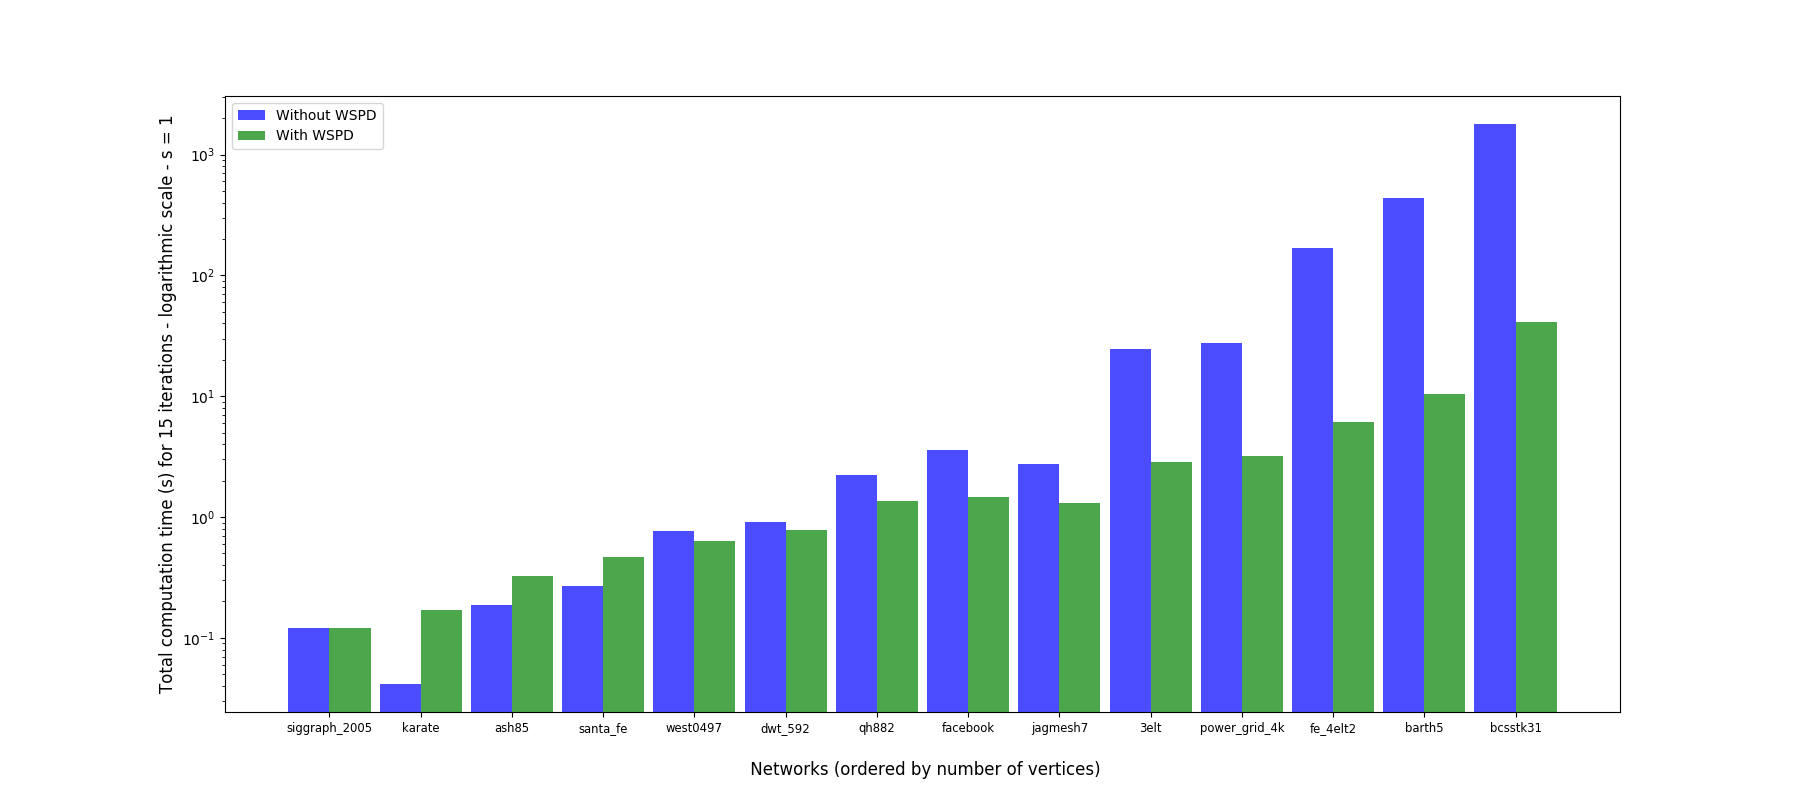 Without WSPD
With WSPD
Total computation time (s) for 15 iterations - logarithmic scale - s = 1
10³
10²
10¹
10⁰
10⁻¹
siggraph_2005 karate ash85 santa_fe west0497 dwt_592 qh882 facebook jagmesh7 3elt power_grid_4k fe_4elt2 barth5 bcsstk31
Networks (ordered by number of vertices)